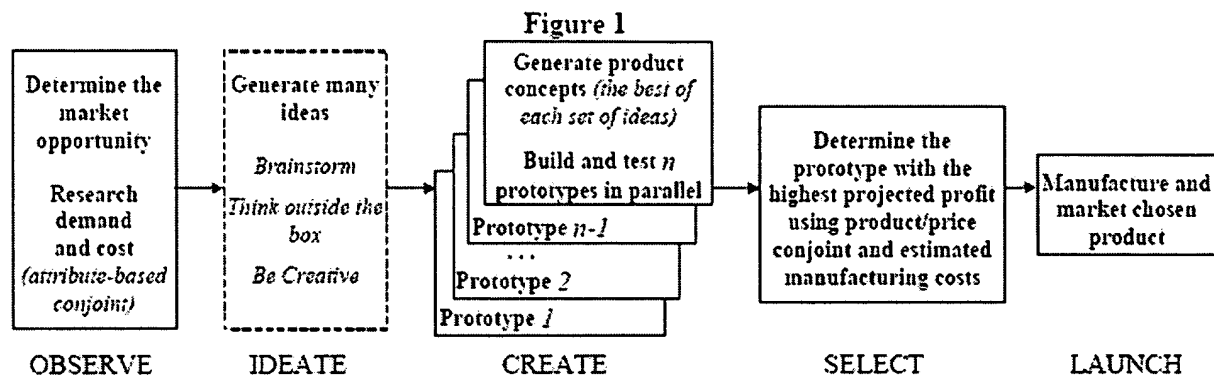 Figure 1
Determine the
market
opportunity
Research
demand
and cost
(attribute-based
conjoint)
Generate many
ideas
Brainstorm
Think outside the
box
Be Creative
Generate product
concepts (the best of
each set of ideas)
Build and test n
prototypes in parallel
Prototype n-1
...
Prototype 2
Prototype 1
Determine the
prototype with the
highest projected profit
using product/price
conjoint and estimated
manufacturing costs
Manufacture and
market chosen
product
OBSERVE
IDEATE
CREATE
SELECT
LAUNCH